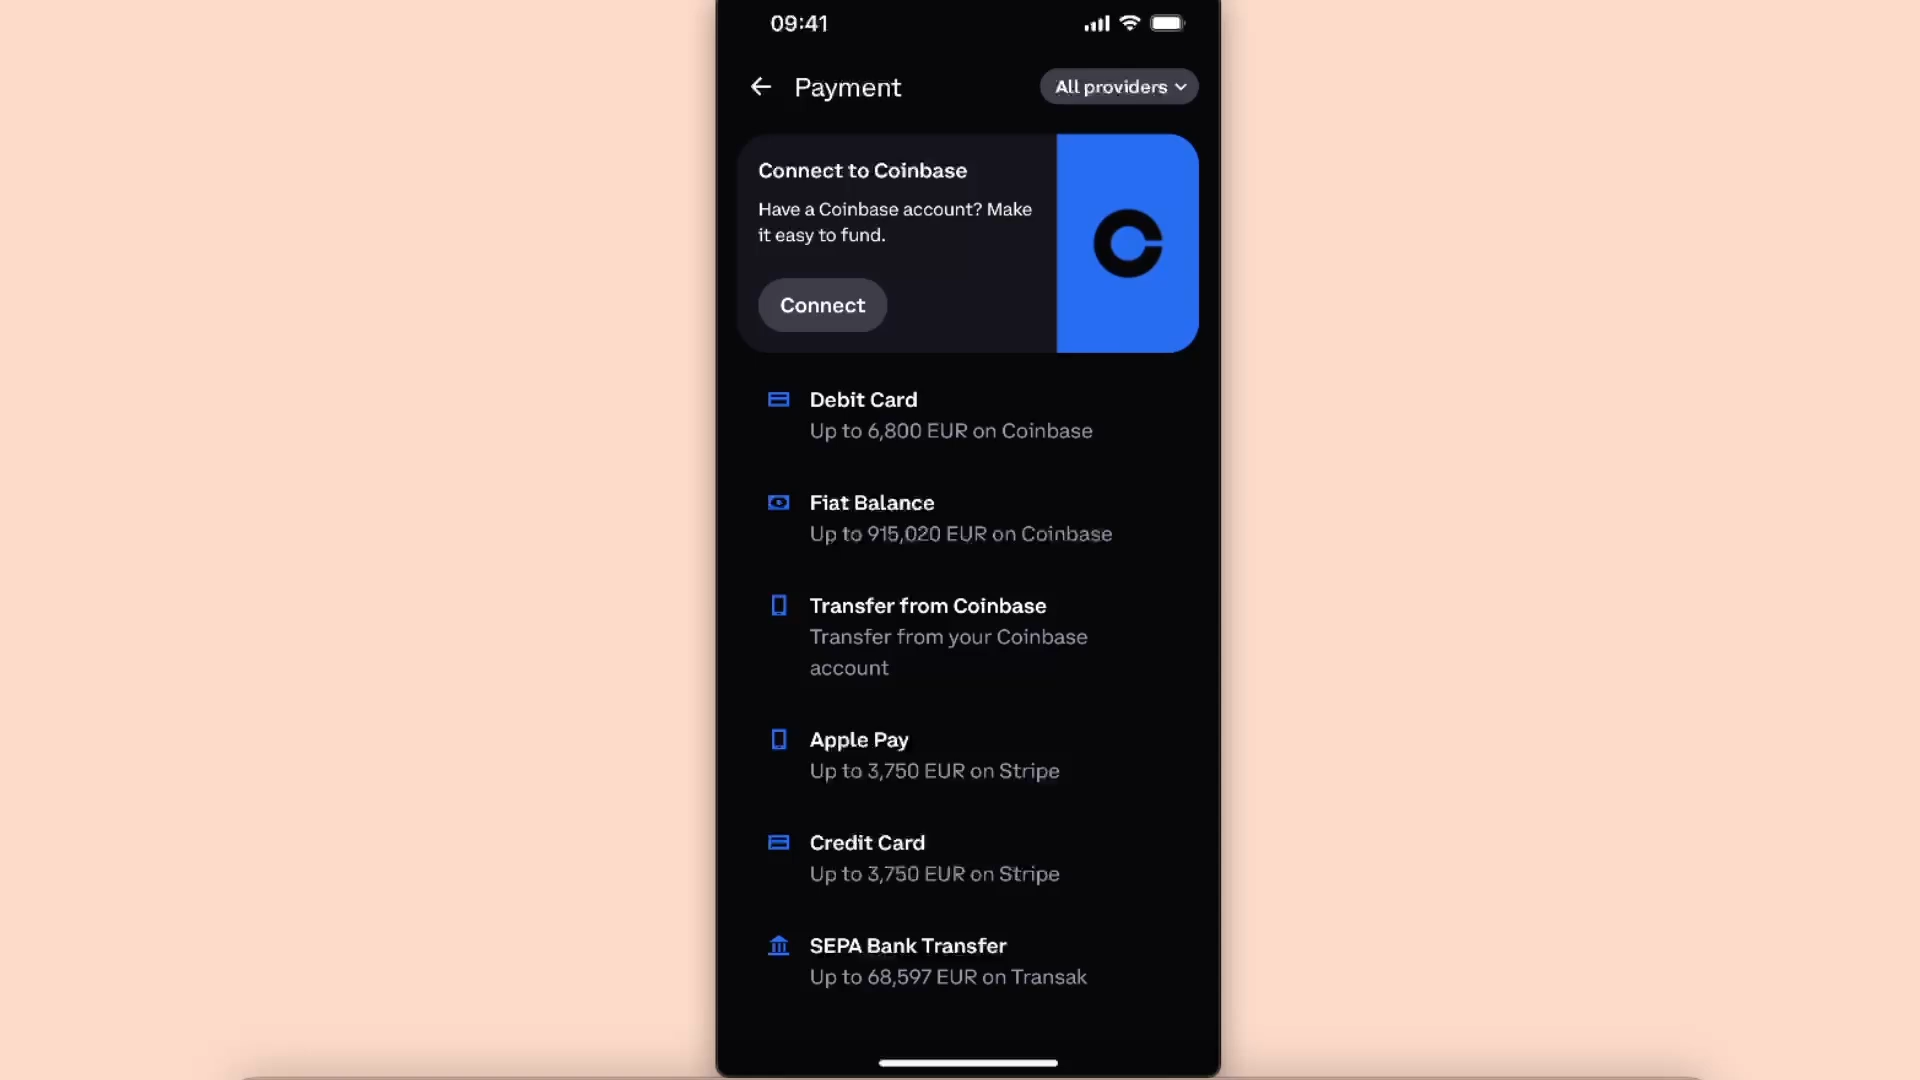 09:41
Payment
All providers
Connect to Coinbase
Have a Coinbase account? Make
it easy to fund.
Connect
Debit Card
Up to 6,800 EUR on Coinbase
Fiat Balance
Up to 915,020 EUR on Coinbase
Transfer from Coinbase
Transfer from your Coinbase
account
Apple Pay
Up to 3,750 EUR on Stripe
Credit Card
Up to 3,750 EUR on Stripe
SEPA Bank Transfer
Up to 68,597 EUR on Transak